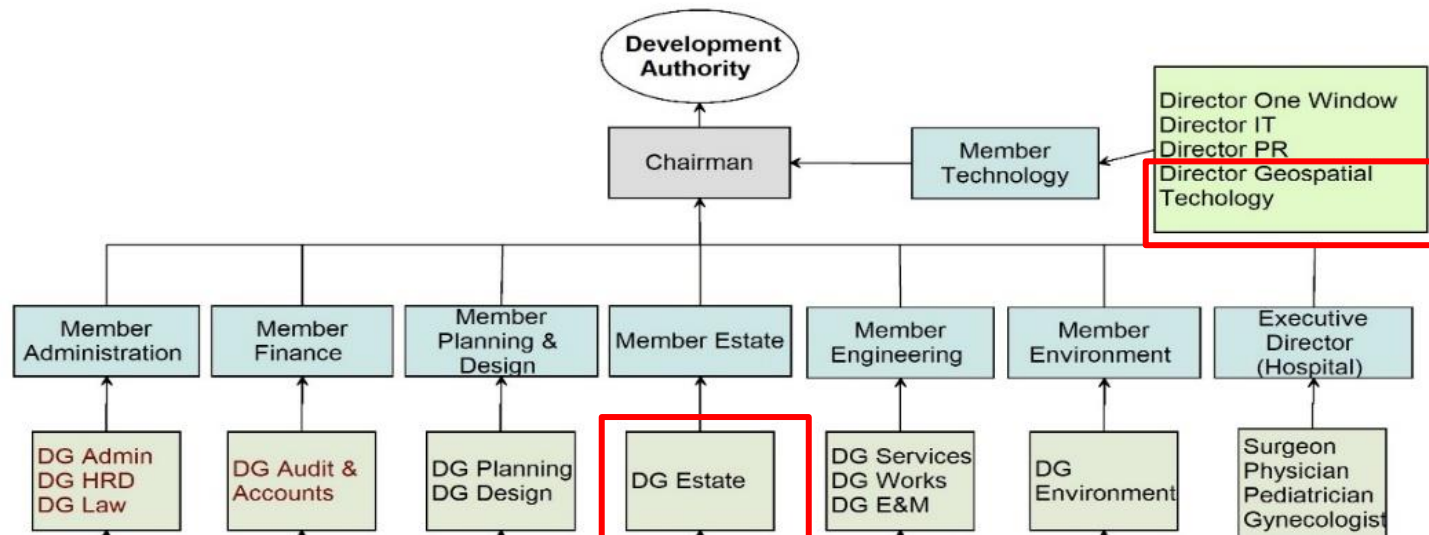 Development
Authority
Chairman
Member
Technology
Director One Window
Director IT
Director PR
Director Geospatial
Techology
Member
Administration
Member
Finance
Member
Planning &
Design
Member Estate
Member
Engineering
Member
Environment
Executive
Director
(Hospital)
DG Admin
DG HRD
DG Law
DG Audit &
Accounts
DG Planning
DG Design
DG Estate
DG Services
DG Works
DG E&M
DG
Environment
Surgeon
Physician
Pediatrician
Gynecologist